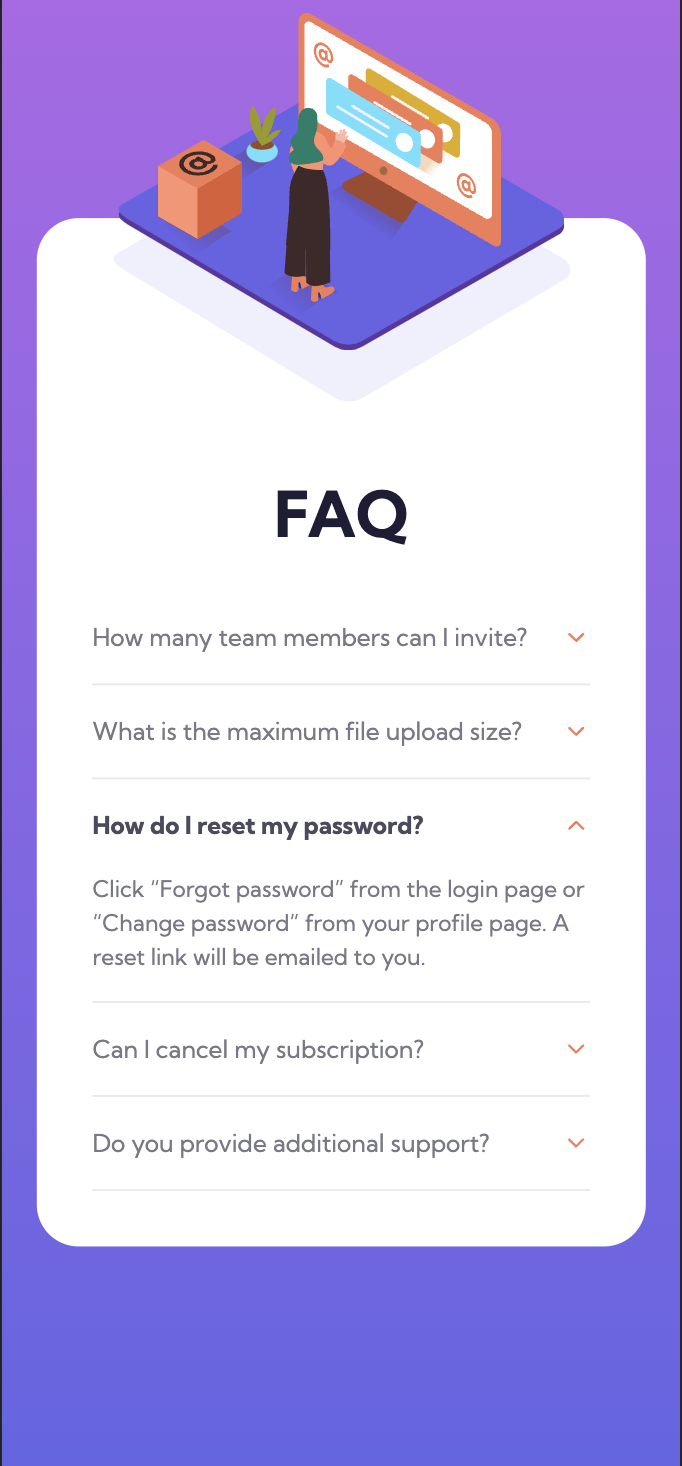 @
@
@
FAQ
How many team members can I invite?
What is the maximum file upload size?
How do I reset my password?
Click “Forgot password” from the login page or
“Change password” from your profile page. A
reset link will be emailed to you.
Can I cancel my subscription?
Do you provide additional support?